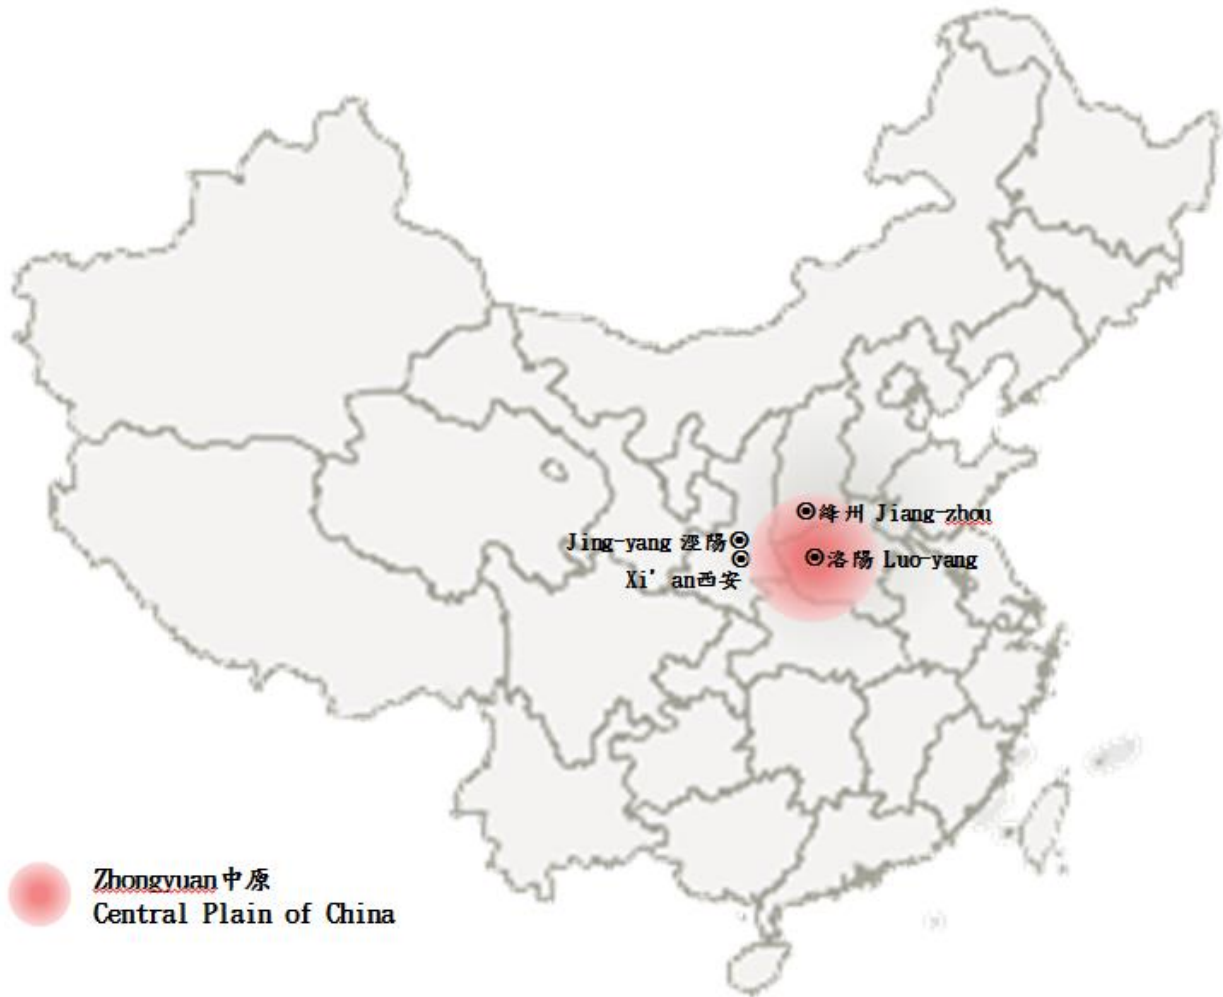 絳州 Jiang-zhou
Jing-yang 涇陽
洛陽 Luo-yang
Xi’an西安
Zhongyuan中原
Central Plain of China